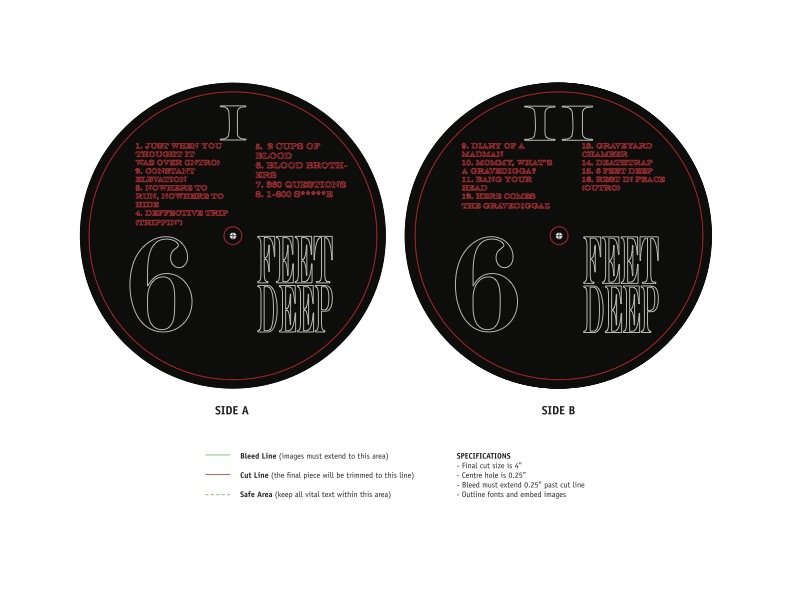 I
1. JUST WHEN YOU
THOUGHT IT
WAS OVER (INTRO)
2. CONSTANT
ELEVATION
3. NOWHERE TO
RUN, NOWHERE TO
HIDE
4. DEFFECTIVE TRIP
(TRIPPIN')
5. 2 CUPS OF
BLOOD
6. BLOOD BROTH-
ERS
7. 360 QUESTIONS
8. 1-800 S*****E
6
FEET
DEEP
SIDE A
II
9. DIARY OF A
MADMAN
10. MOMMY, WHAT'S
A GRAVEDIGGA?
11. BANG YOUR
HEAD
12. HERE COMES
THE GRAVEDIGGAZ
13. GRAVEYARD
CHAMBER
14. DEATHTRAP
15. 6 FEET DEEP
16. REST IN PEACE
(OUTRO)
6
FEET
DEEP
SIDE B
Bleed Line (images must extend to this area)
Cut Line (the final piece will be trimmed to this line)
Safe Area (keep all vital text within this area)
SPECIFICATIONS
- Final cut size is 4"
- Centre hole is 0.25"
- Bleed must extend 0.25" past cut line
- Outline fonts and embed images